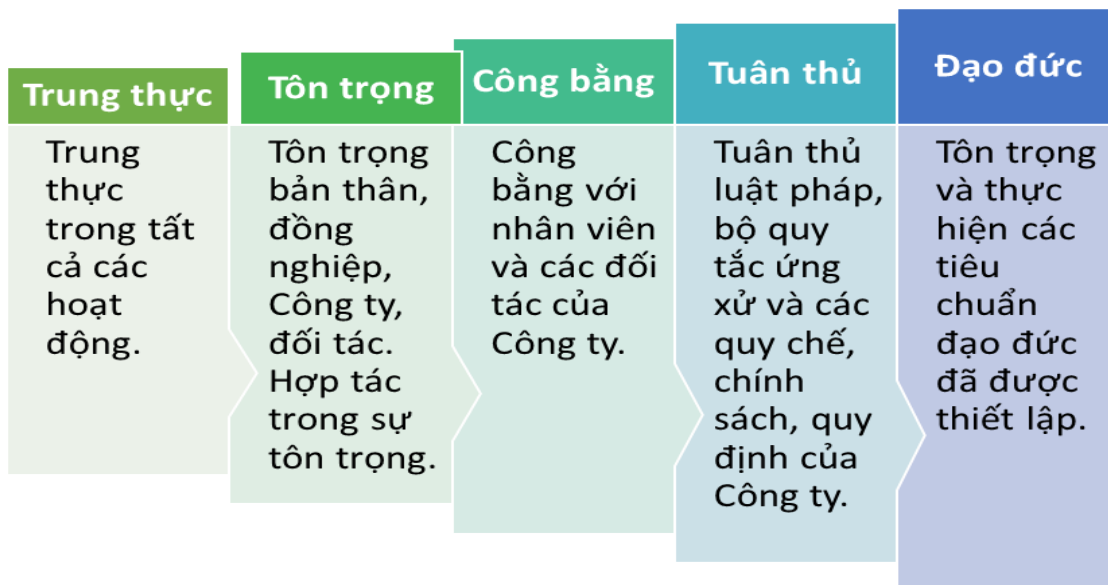 Trung thực
Trung
thực
trong tất
cả các
hoạt
động.
Tôn trọng
Tôn trọng
bản thân,
đồng
nghiệp,
Công ty,
đối tác.
Hợp tác
trong sự
tôn trọng.
Công bằng
Công
bằng với
nhân viên
và các đối
tác của
Công ty.
Tuân thủ
Tuân thủ
luật pháp,
bộ quy
tắc ứng
xử và các
quy chế,
chính
sách, quy
định của
Công ty.
Đạo đức
Tôn trọng
và thực
hiện các
tiêu
chuẩn
đạo đức
đã được
thiết lập.